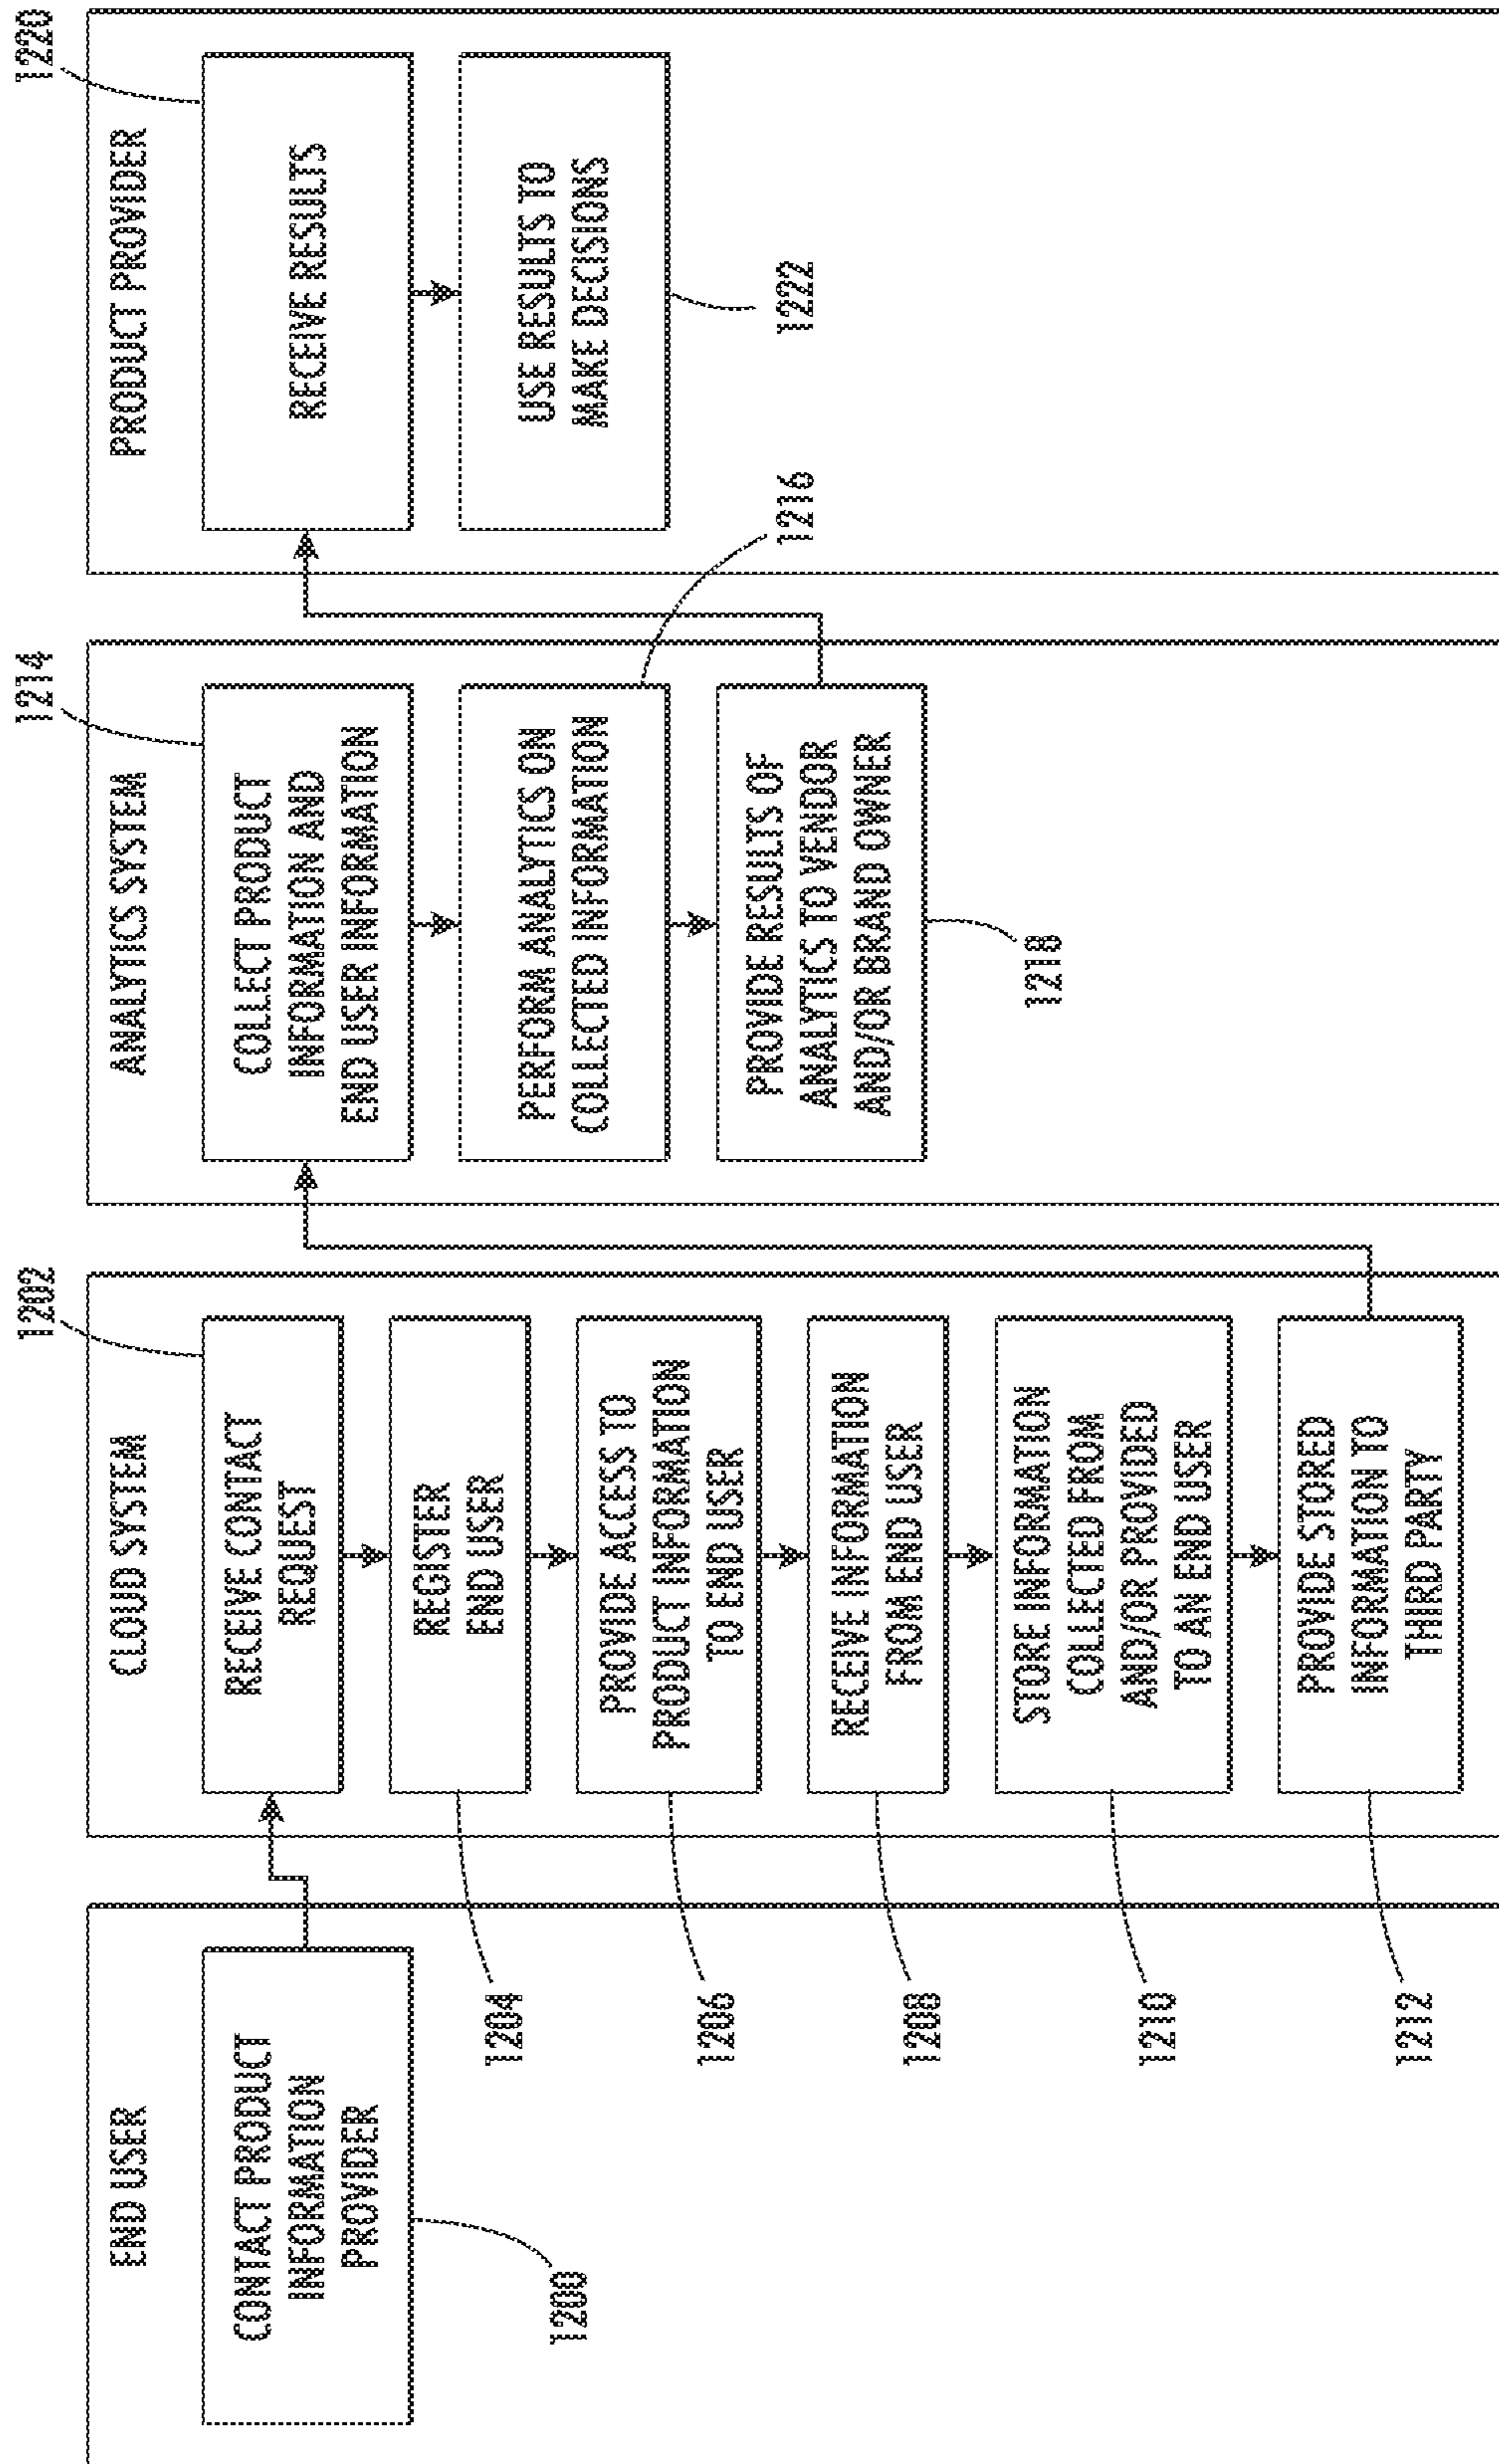 END USER
CONTACT PRODUCT
INFORMATION
PROVIDER
1200
CLOUD SYSTEM
1202
RECEIVE CONTACT
REQUEST
REGISTER
END USER
1204
PROVIDE ACCESS TO
PRODUCT INFORMATION
TO END USER
1206
RECEIVE INFORMATION
FROM END USER
1208
STORE INFORMATION
COLLECTED FROM
AND/OR PROVIDED
TO AN END USER
1210
PROVIDE STORED
INFORMATION TO
THIRD PARTY
1212
ANALYTICS SYSTEM
1214
COLLECT PRODUCT
INFORMATION AND
END USER INFORMATION
PERFORM ANALYTICS ON
COLLECTED INFORMATION
1216
PROVIDE RESULTS OF
ANALYTICS TO VENDOR
AND/OR BRAND OWNER
1218
PRODUCT PROVIDER
1220
RECEIVE RESULTS
USE RESULTS TO
MAKE DECISIONS
1222